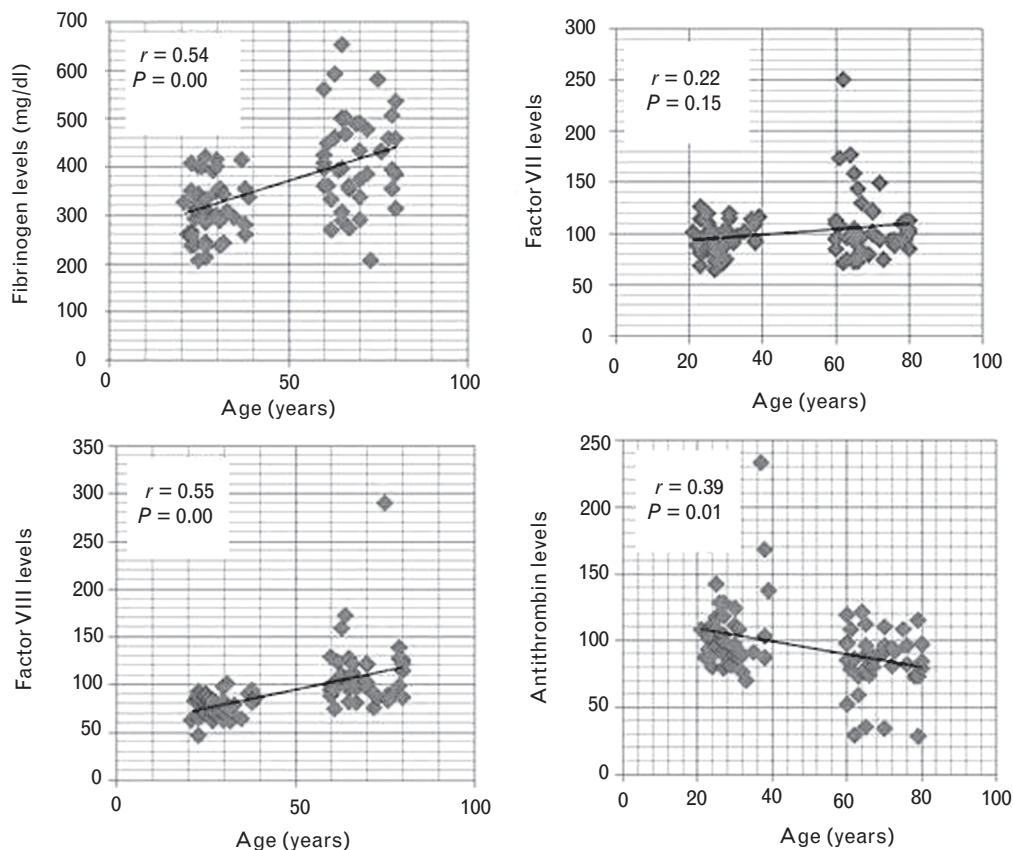 Fibrinogen levels (mg/dl)
700
600
500
400
300
200
100
0
r = 0.54
P = 0.00
0
50
100
Age (years)
Factor VII levels
300
250
200
150
100
50
0
r = 0.22
P = 0.15
0
20
40
60
80
100
Age (years)
Factor VIII levels
350
300
250
200
150
100
50
0
r = 0.55
P = 0.00
0
50
100
Age (years)
Antithrombin levels
250
200
150
100
50
0
r = 0.39
P = 0.01
0
20
40
60
80
100
Age (years)